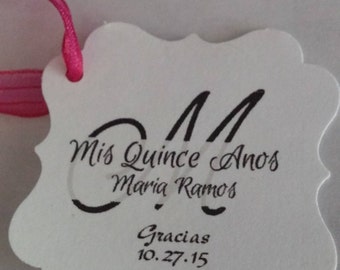 M
Mis Quince Anos
Maria Ramos
Gracias
10.27.15